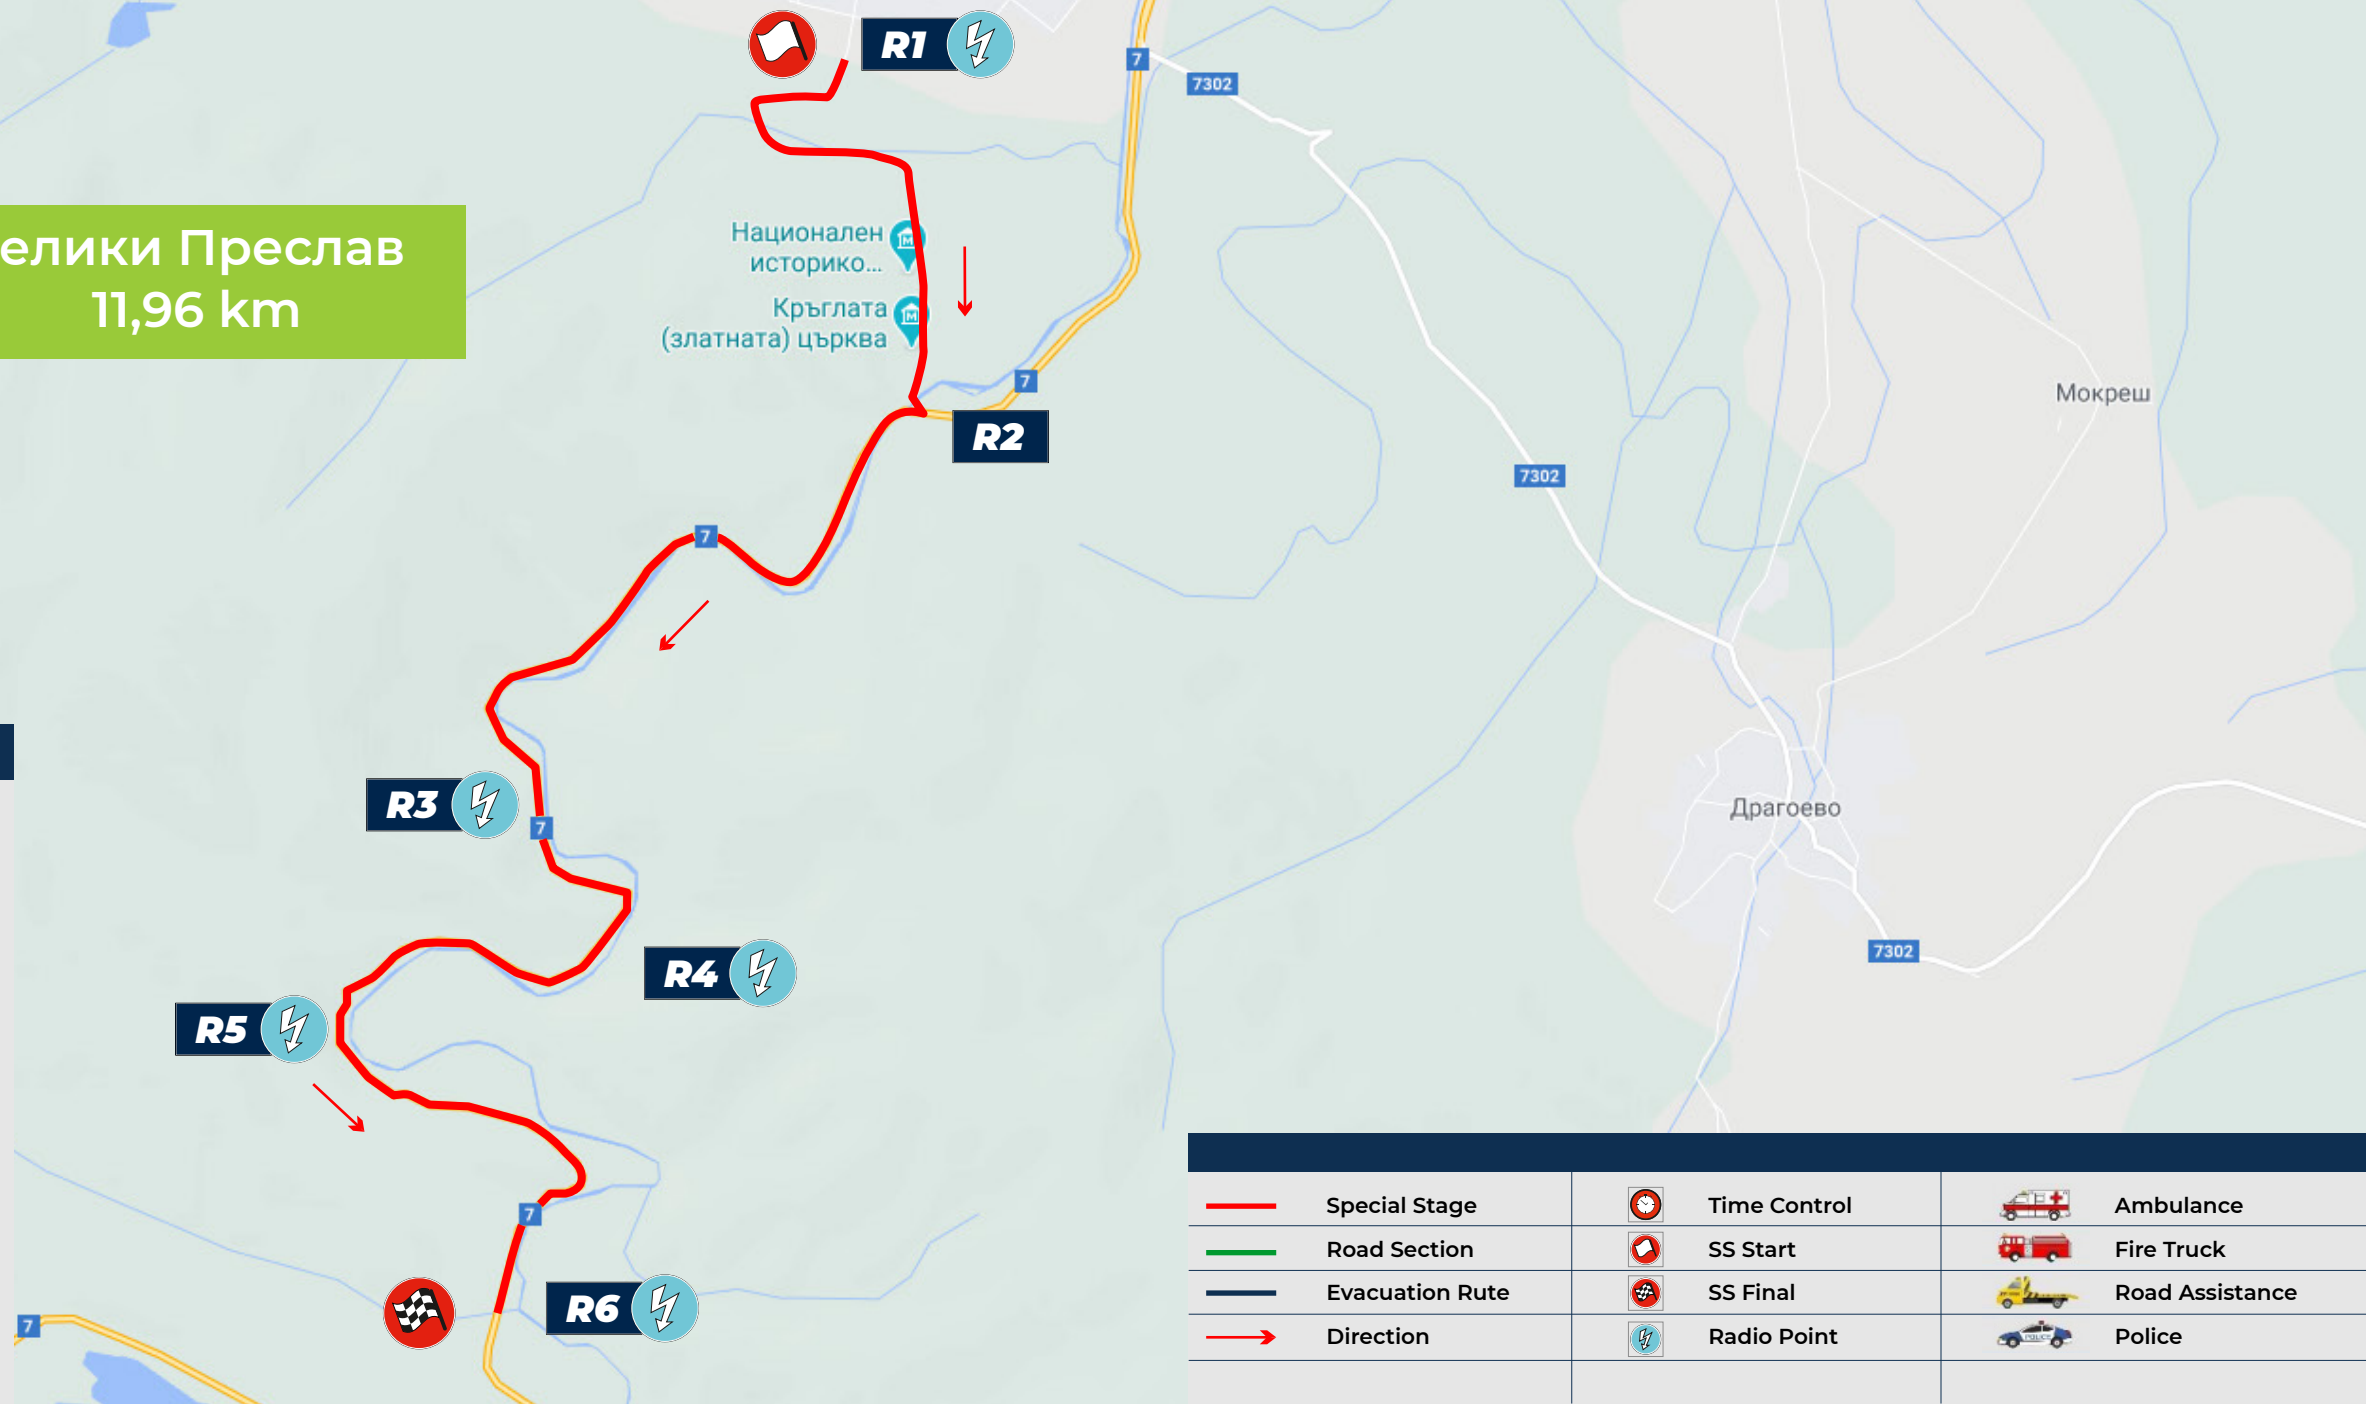 R1
7
7302
елики Преслав
11,96 km
Национален
историко...
Кръглата
(златната) църква
7
R2
Мокреш
7302
7
R3
7
Драгоево
R4
7302
R5
7
R6
7
Special Stage
Time Control
Ambulance
Road Section
SS Start
Fire Truck
Evacuation Rute
SS Final
Road Assistance
Direction
Radio Point
POLICE
Police